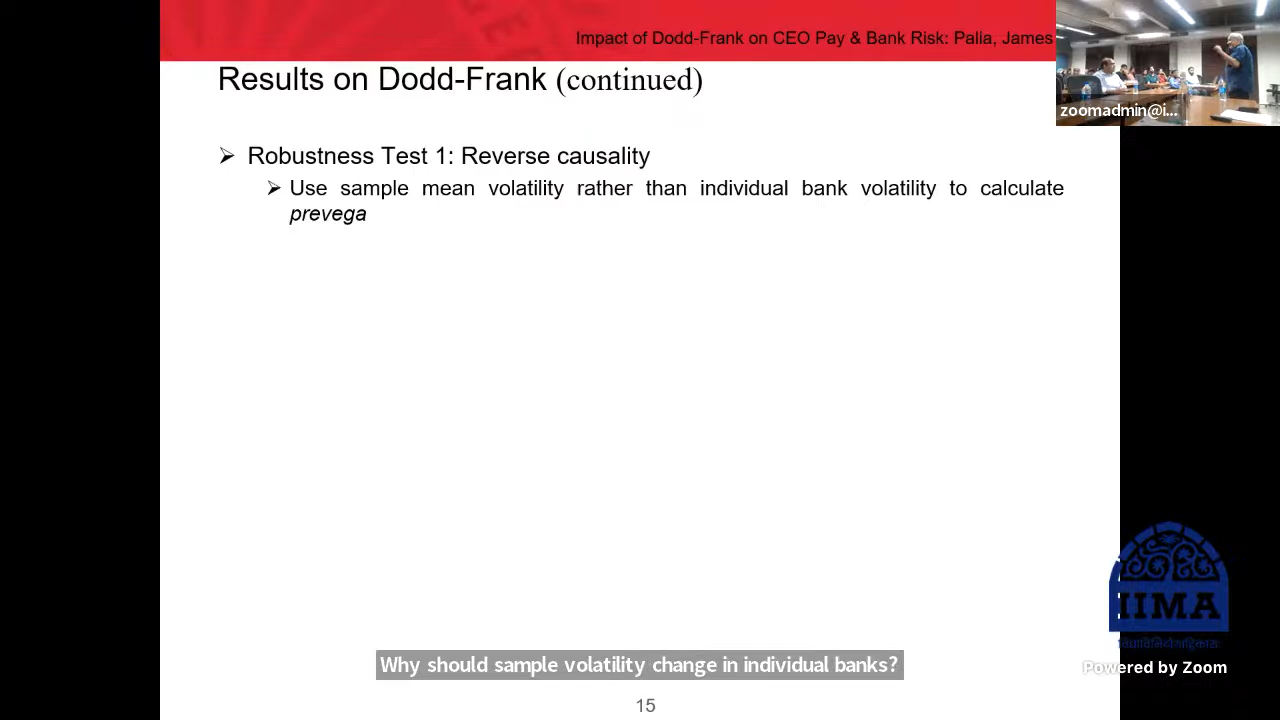 Impact of Dodd-Frank on CEO Pay & Bank Risk: Palia, James
zoomadmin@i...
Results on Dodd-Frank (continued)
Robustness Test 1: Reverse causality
Use sample mean volatility rather than individual bank volatility to calculate
prevega
IIMA
Powered by Zoom
Why should sample volatility change in individual banks?
15